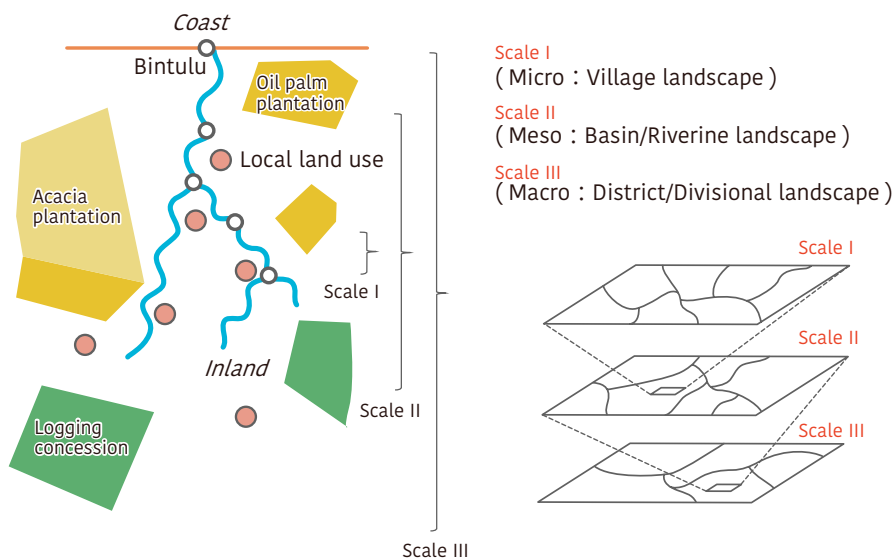 Coast
Bintulu
Oil palm
plantation
Local land use
Acacia
plantation
Scale I
Inland
Scale II
Logging
concession
Scale III
Scale I
( Micro : Village landscape )
Scale II
( Meso : Basin/Riverine landscape )
Scale III
( Macro : District/Divisional landscape )
Scale I
Scale II
Scale III